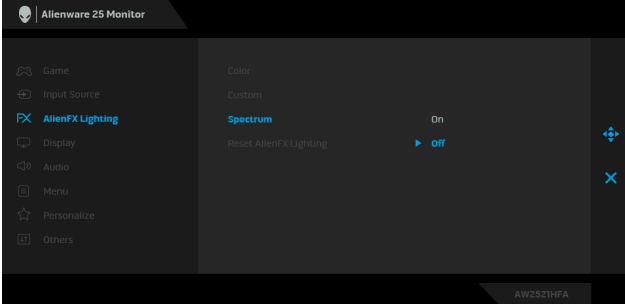 Alienware 25 Monitor
Game
Color
Input Source
Custom
FX AlienFX Lighting
Spectrum On
Display
Reset AlienFX Lighting Off
Audio
Menu
Personalize
Others
AW2521HFA